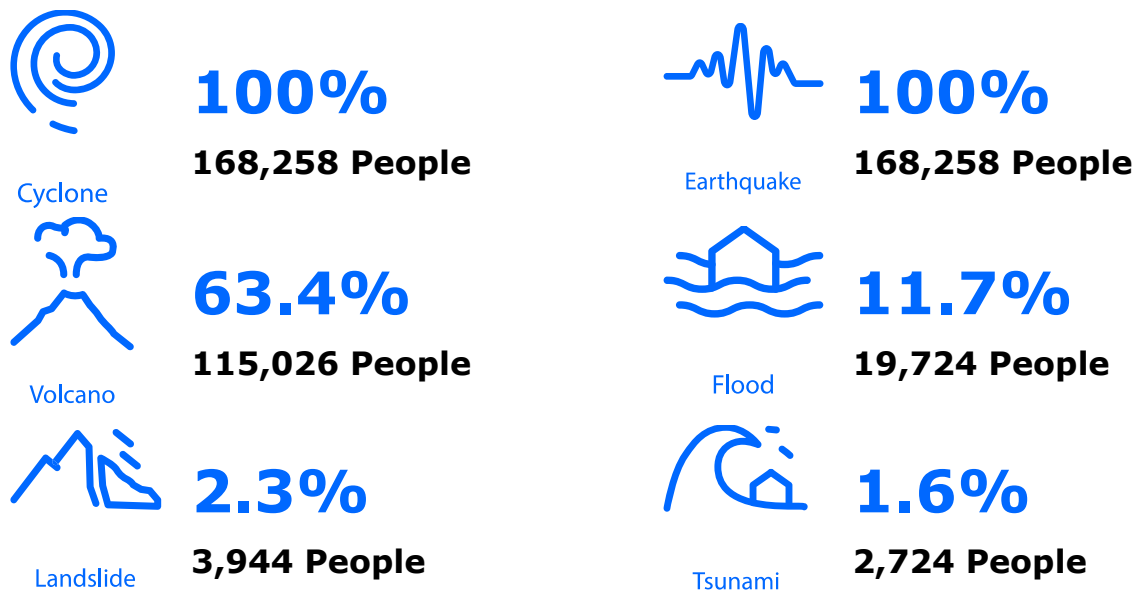 100%
168,258 People
Cyclone
100%
168,258 People
Earthquake
63.4%
115,026 People
Volcano
11.7%
19,724 People
Flood
2.3%
3,944 People
Landslide
1.6%
2,724 People
Tsunami